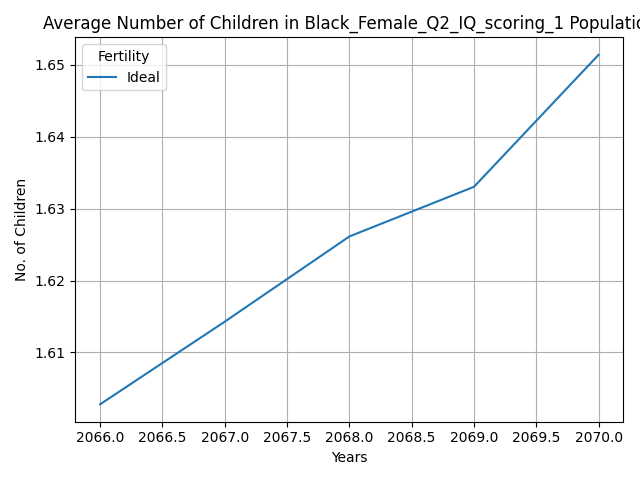 Average Number of Children in Black_Female_Q2_IQ_scoring_1 Populatio
Fertility
Ideal
1.65
1.64
1.63
1.62
1.61
No. of Children
2066.0 2066.5 2067.0 2067.5 2068.0 2068.5 2069.0 2069.5 2070.0
Years